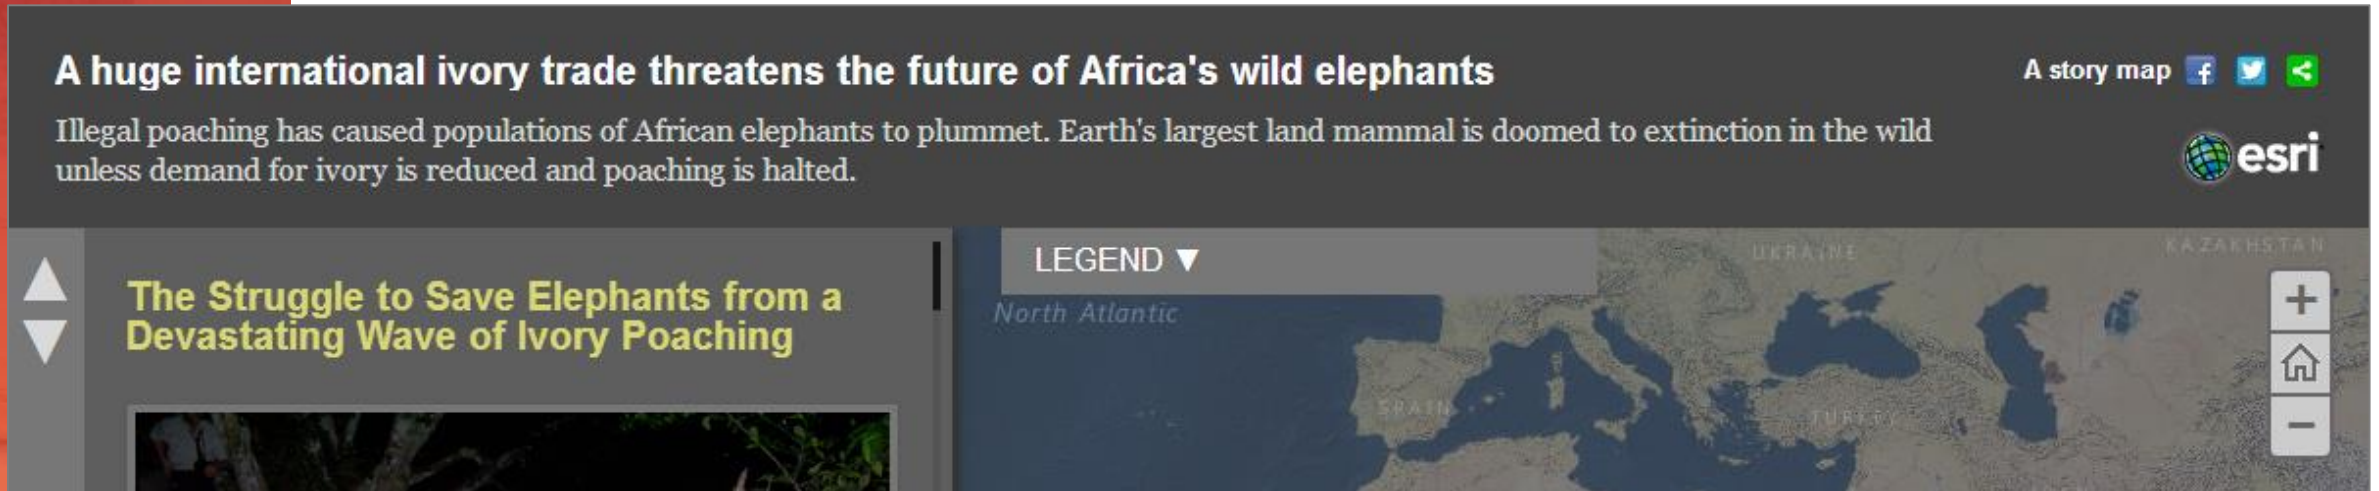 A huge international ivory trade threatens the future of Africa's wild elephants
A story map
Illegal poaching has caused populations of African elephants to plummet. Earth's largest land mammal is doomed to extinction in the wild
unless demand for ivory is reduced and poaching is halted.
esri
The Struggle to Save Elephants from a
Devastating Wave of Ivory Poaching
LEGEND ▼
North Atlantic
UKRAINE
KAZAKHSTAN
SPAIN
TURKEY